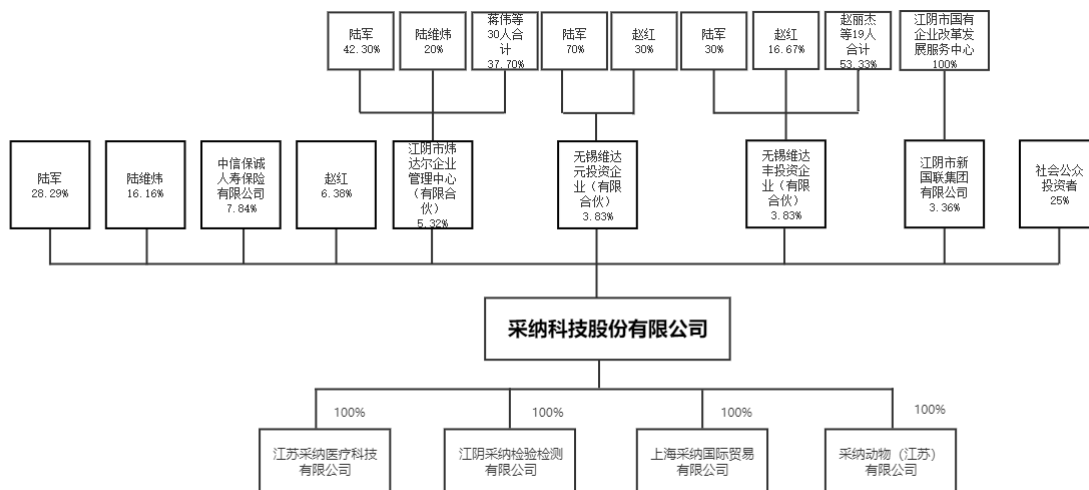 陆军
42.30%
陆维炜
20%
蒋伟等
30人合
计
37.70%
陆军
70%
赵红
30%
陆军
30%
赵红
16.67%
赵丽杰
等19人
合计
53.33%
江阴市国有
企业改革发
展服务中心
100%
陆军
28.29%
陆维炜
16.16%
中信保诚
人寿保险
有限公司
7.84%
赵红
6.38%
江阴市炜
达尔企业
管理中心
（有限合
伙）
5.32%
无锡维达
元投资企
业（有限
合伙）
3.83%
无锡维达
丰投资企
业（有限
合伙）
3.83%
江阴市新
国联集团
有限公司
3.36%
社会公众
投资者
25%
采纳科技股份有限公司
100%
100%
100%
100%
江苏采纳医疗科技
有限公司
江阴采纳检验检测
有限公司
上海采纳国际贸易
有限公司
采纳动物（江苏）
有限公司